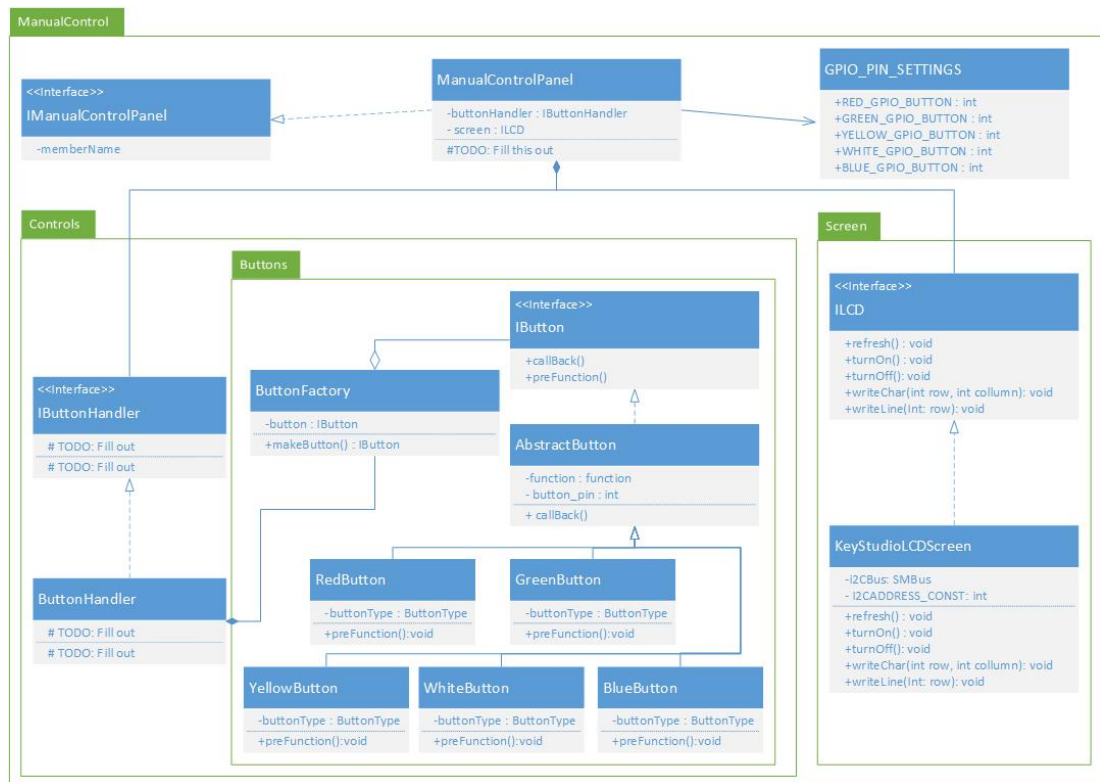 ManualControl
<<Interface>>
IManualControlPanel
-memberName
ManualControlPanel
-buttonHandler : IButtonHandler
- screen : ILCD
#TODO: Fill this out
GPIO_PIN_SETTINGS
+RED_GPIO_BUTTON : int
+GREEN_GPIO_BUTTON : int
+YELLOW_GPIO_BUTTON : int
+WHITE_GPIO_BUTTON : int
+BLUE_GPIO_BUTTON : int
Controls
<<Interface>>
IButtonHandler
# TODO: Fill out
# TODO: Fill out
ButtonHandler
# TODO: Fill out
# TODO: Fill out
Buttons
ButtonFactory
-button : IButton
+makeButton() : IButton
<<Interface>>
IButton
+callBack()
+preFunction()
AbstractButton
-function : function
- button_pin : int
+ callBack()
RedButton
-buttonType : ButtonType
+preFunction():void
GreenButton
-buttonType : ButtonType
+preFunction():void
YellowButton
-buttonType : ButtonType
+preFunction():void
WhiteButton
-buttonType : ButtonType
+preFunction():void
BlueButton
-buttonType : ButtonType
+preFunction():void
Screen
<<Interface>>
ILCD
+refresh() : void
+turnOn() : void
+turnOff(): void
+writeChar(int row, int collumn): void
+writeLine(Int: row): void
KeyStudioLCDScreen
-I2CBus: SMBus
- I2CADDRESS_CONST: int
+refresh() : void
+turnOn() : void
+turnOff(): void
+writeChar(int row, int collumn): void
+writeLine(Int: row): void